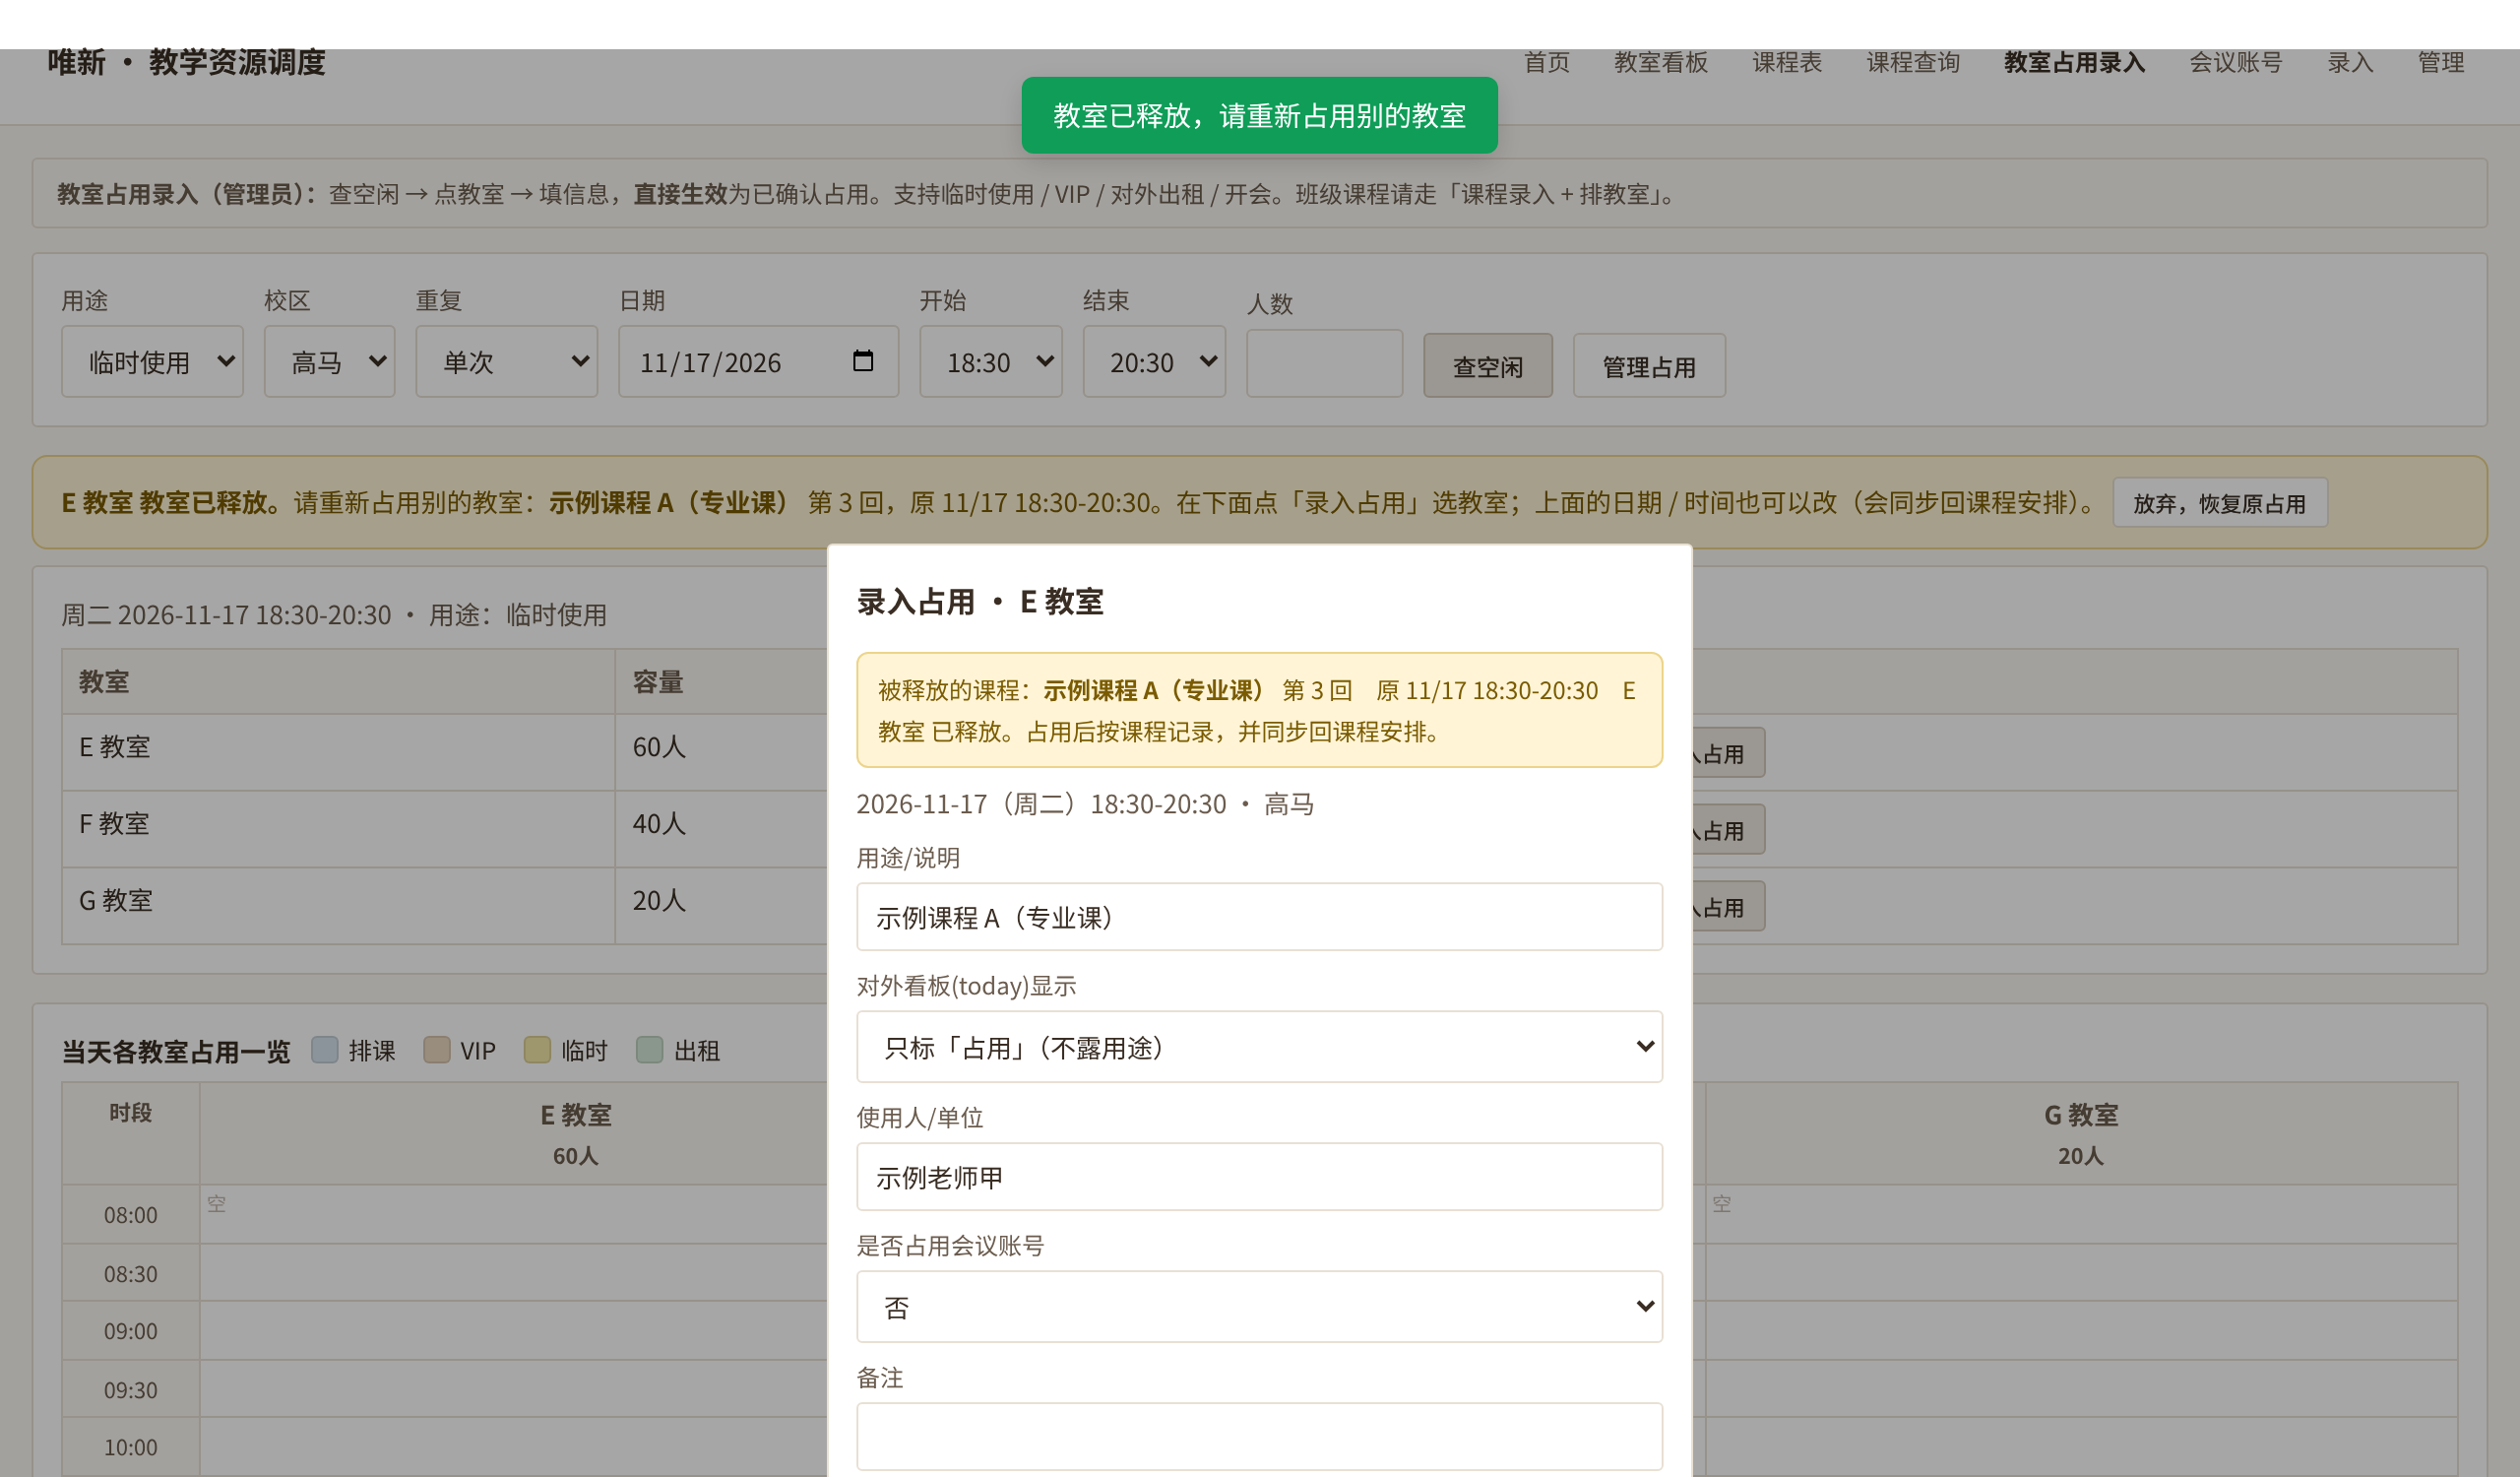 唯新 · 教学资源调度
首页 教室看板 课程表 课程查询 教室占用录入 会议账号 录入 管理
教室已释放，请重新占用别的教室
教室占用录入（管理员）：查空闲 → 点教室 → 填信息，直接生效为已确认占用。支持临时使用 / VIP / 对外出租 / 开会。班级课程请走「课程录入 + 排教室」。
用途 校区 重复 日期 开始 结束 人数
临时使用 高马 单次 11/17/2026 18:30 20:30 查空闲 管理占用
E 教室 教室已释放。请重新占用别的教室：示例课程 A（专业课） 第 3 回，原 11/17 18:30-20:30。在下面点「录入占用」选教室；上面的日期 / 时间也可以改（会同步回课程安排）。 放弃，恢复原占用
周二 2026-11-17 18:30-20:30 · 用途：临时使用
教室 容量
E 教室 60人 占用
F 教室 40人 占用
G 教室 20人 占用
录入占用 · E 教室
被释放的课程：示例课程 A（专业课） 第 3 回 原 11/17 18:30-20:30 E
教室 已释放。占用后按课程记录，并同步回课程安排。
2026-11-17（周二）18:30-20:30 · 高马
用途/说明
示例课程 A（专业课）
对外看板(today)显示
只标「占用」（不露用途）
使用人/单位
示例老师甲
是否占用会议账号
否
备注
当天各教室占用一览 排课 VIP 临时 出租
时段 E 教室 G 教室
60人 20人
08:00 空 空
08:30
09:00
09:30
10:00